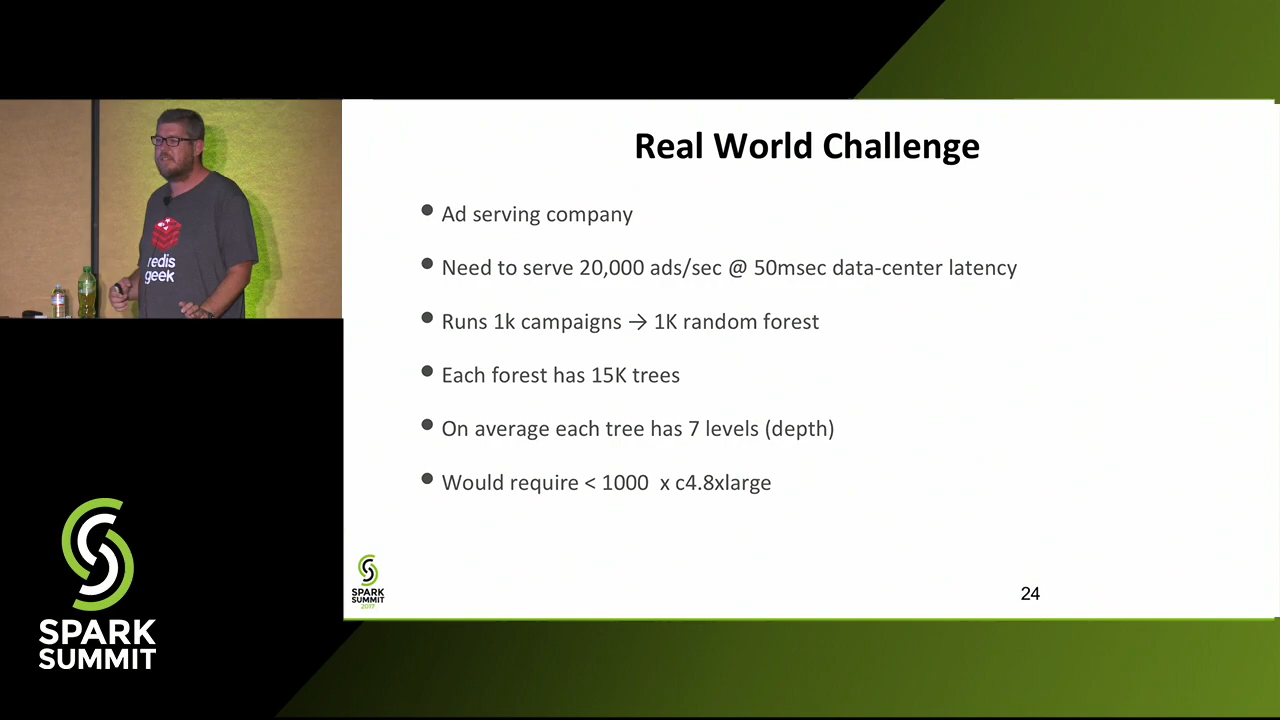 Real World Challenge
Ad serving company
Need to serve 20,000 ads/sec @ 50msec data-center latency
Runs 1k campaigns → 1K random forest
Each forest has 15K trees
On average each tree has 7 levels (depth)
Would require < 1000 x c4.8xlarge
redis
geek
SPARK
SUMMIT
2017
24
SPARK
SUMMIT